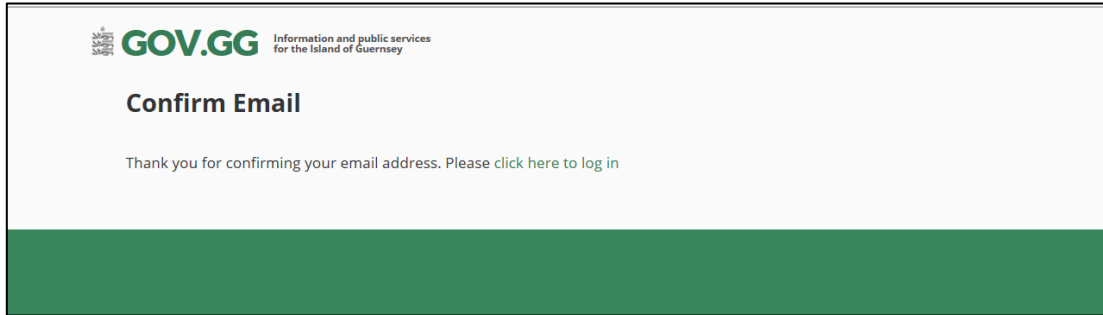 GOV.GG
Information and public services
for the Island of Guernsey
Confirm Email
Thank you for confirming your email address. Please click here to log in